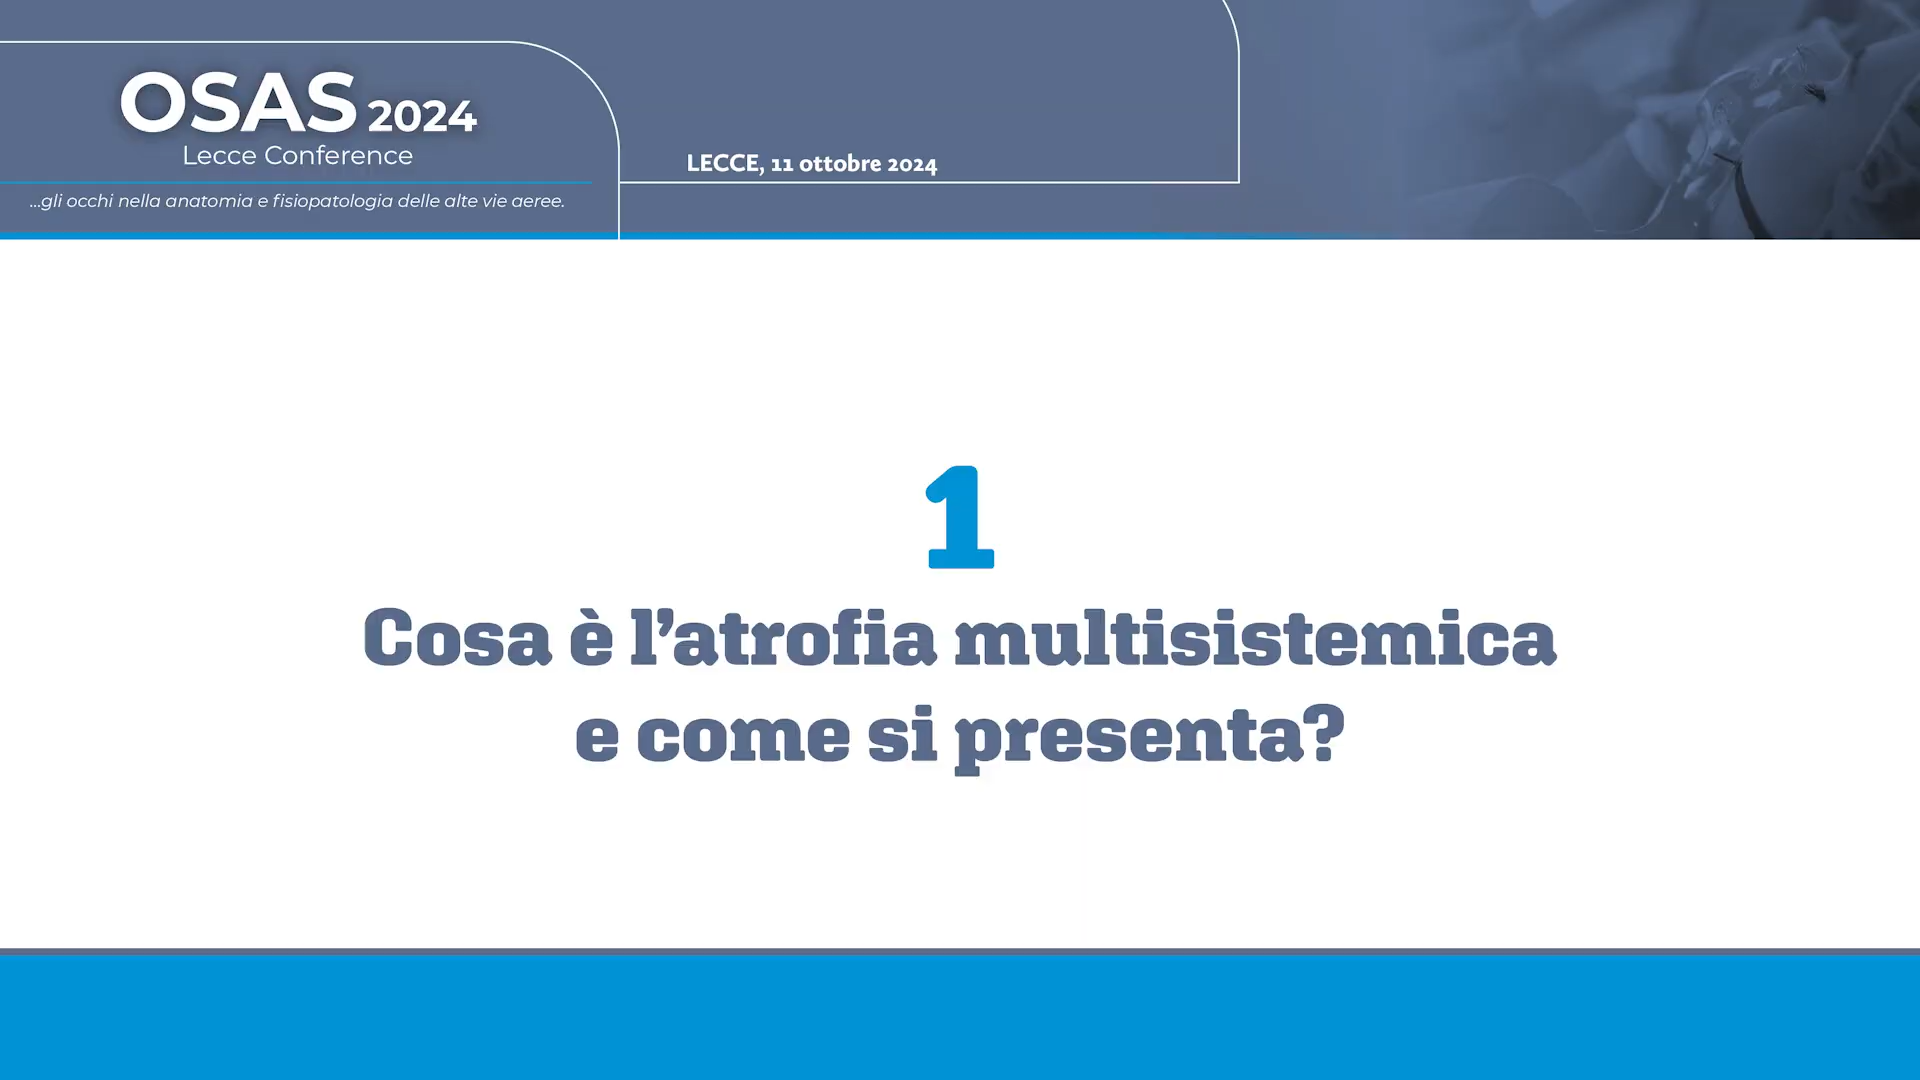 OSAS 2024
Lecce Conference
...gli occhi nella anatomia e fisiopatologia delle alte vie aeree.
LECCE, 11 ottobre 2024
1
Cosa è l’atrofia multisistemica
e come si presenta?